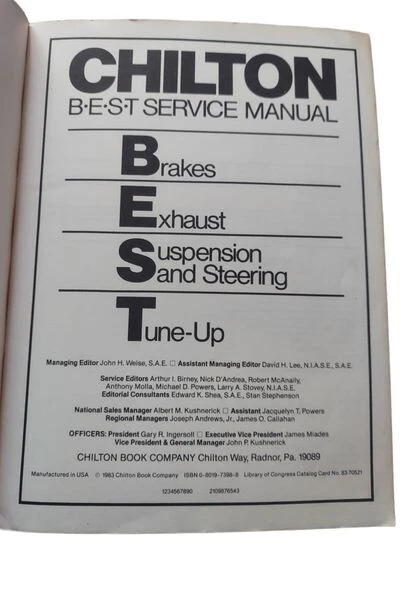 CHILTON
B•E•S•T SERVICE MANUAL
Brakes
Exhaust
Suspension
and Steering
Tune-Up
Managing Editor John H. Weise, S.A.E. □ Assistant Managing Editor David H. Lee, N.I.A.S.E., S.A.E.
Service Editors Arthur I. Birney, Nick D'Andrea, Robert McAnally,
Anthony Molla, Michael D. Powers, Larry A. Stovey, N.I.A.S.E.
Editorial Consultants Edward K. Shea, S.A.E., Stan Stephenson
National Sales Manager Albert M. Kushnerick □ Assistant Jacquelyn T. Powers
Regional Managers Joseph Andrews, Jr., James O. Callahan
OFFICERS: President Gary R. Ingersoll □ Executive Vice President James Miades
Vice President & General Manager John P. Kushnerick
CHILTON BOOK COMPANY Chilton Way, Radnor, Pa. 19089
Manufactured in USA © 1983 Chilton Book Company ISBN 0-8019-7398-8 Library of Congress Catalog Card No. 83-70521
1234567890 2109876543